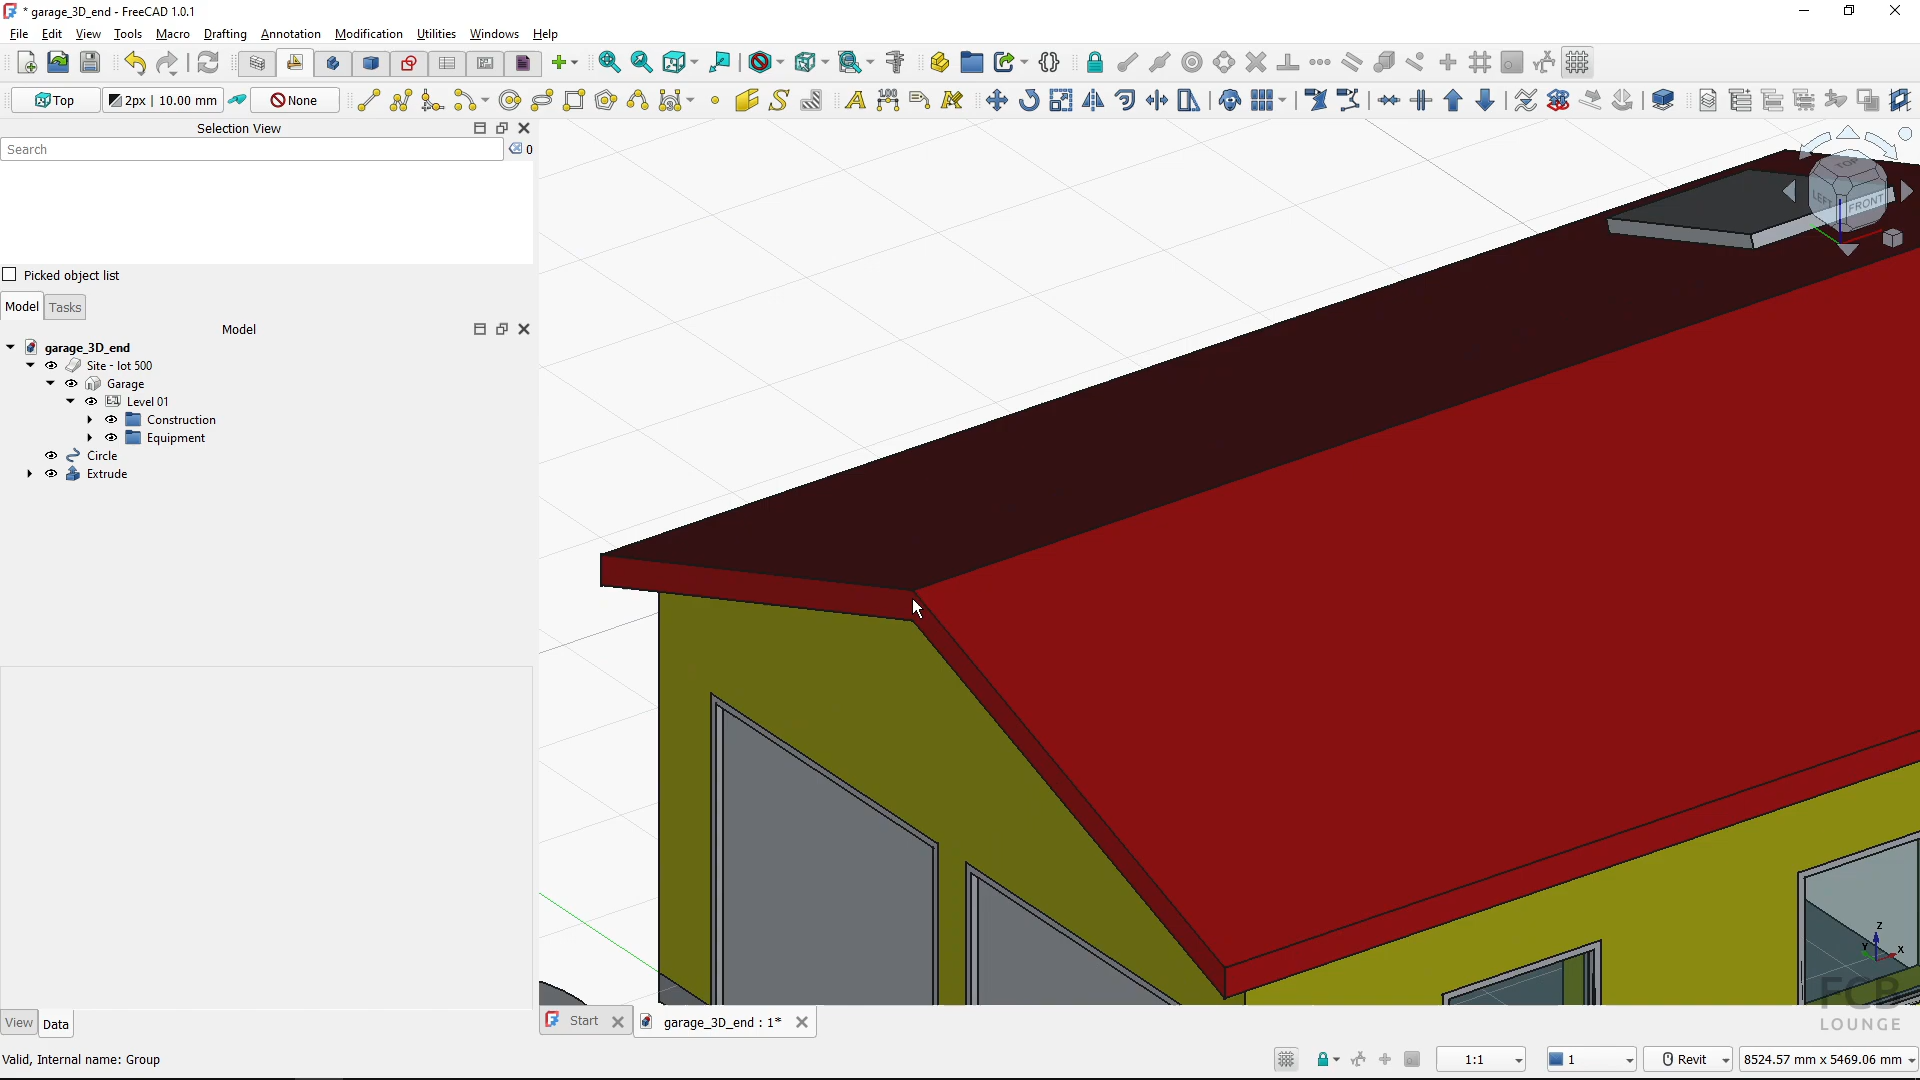 * garage_3D_end - FreeCAD 1.0.1
File Edit View Tools Macro Drafting Annotation Modification Utilities Windows Help
Top 2px | 10.00 mm None
Selection View
Search
0
Picked object list
Model Tasks
Model
garage_3D_end
Site - lot 500
Garage
Level 01
Construction
Equipment
Circle
Extrude
TOP
LEFT FRONT
Z
Y X
FCB
LOUNGE
View Data
Start garage_3D_end : 1*
Valid, Internal name: Group
1:1 1 Revit 8524.57 mm x 5469.06 mm